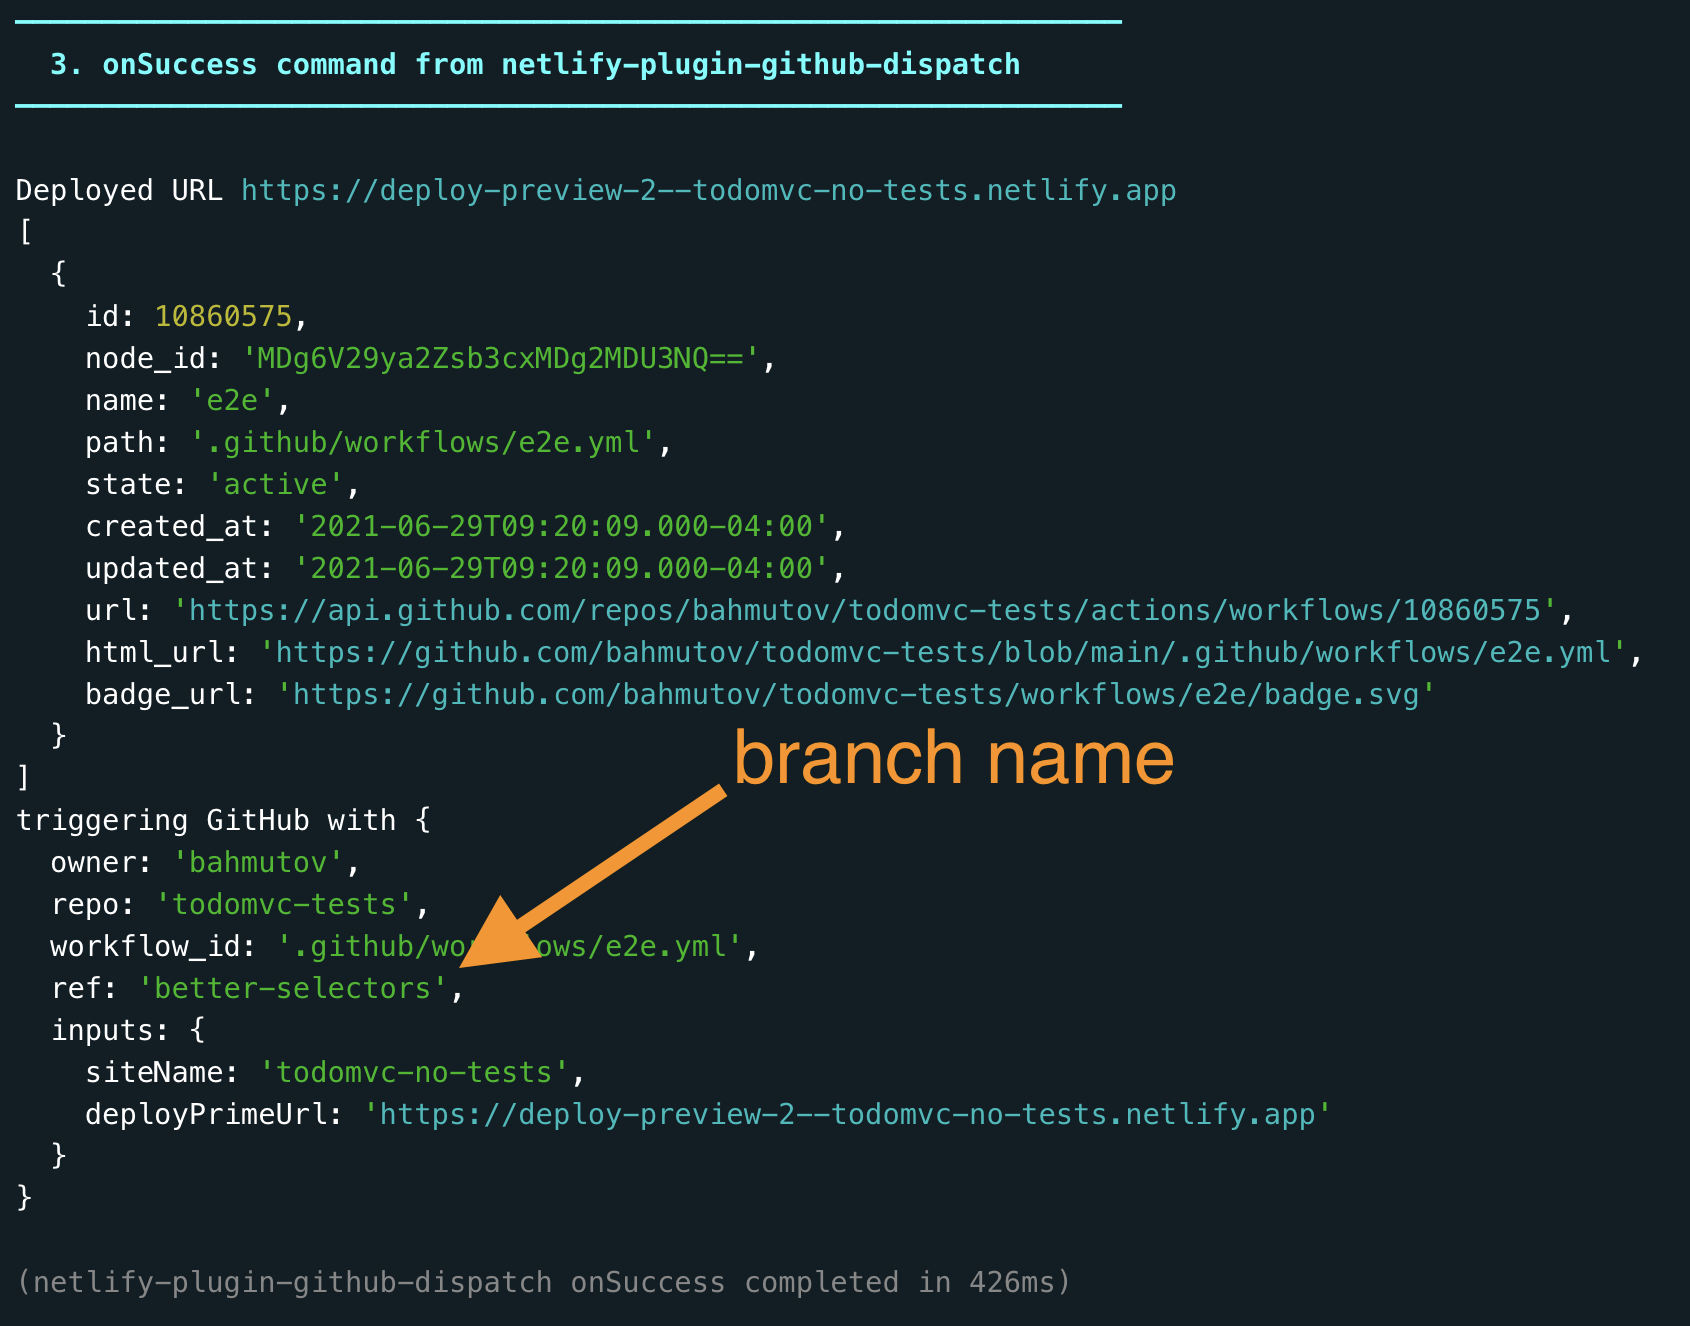 3. onSuccess command from netlify-plugin-github-dispatch
Deployed URL https://deploy-preview-2--todomvc-no-tests.netlify.app
[
{
id: 10860575,
node_id: 'MDg6V29ya2Zsb3cxMDg2MDU3NQ==',
name: 'e2e',
path: '.github/workflows/e2e.yml',
state: 'active',
created_at: '2021-06-29T09:20:09.000-04:00',
updated_at: '2021-06-29T09:20:09.000-04:00',
url: 'https://api.github.com/repos/bahmutov/todomvc-tests/actions/workflows/10860575',
html_url: 'https://github.com/bahmutov/todomvc-tests/blob/main/.github/workflows/e2e.yml',
badge_url: 'https://github.com/bahmutov/todomvc-tests/workflows/e2e/badge.svg'
}
branch name
]
triggering GitHub with {
owner: 'bahmutov',
repo: 'todomvc-tests',
workflow_id: '.github/workflows/e2e.yml',
ref: 'better-selectors',
inputs: {
siteName: 'todomvc-no-tests',
deployPrimeUrl: 'https://deploy-preview-2--todomvc-no-tests.netlify.app'
}
}
(netlify-plugin-github-dispatch onSuccess completed in 426ms)